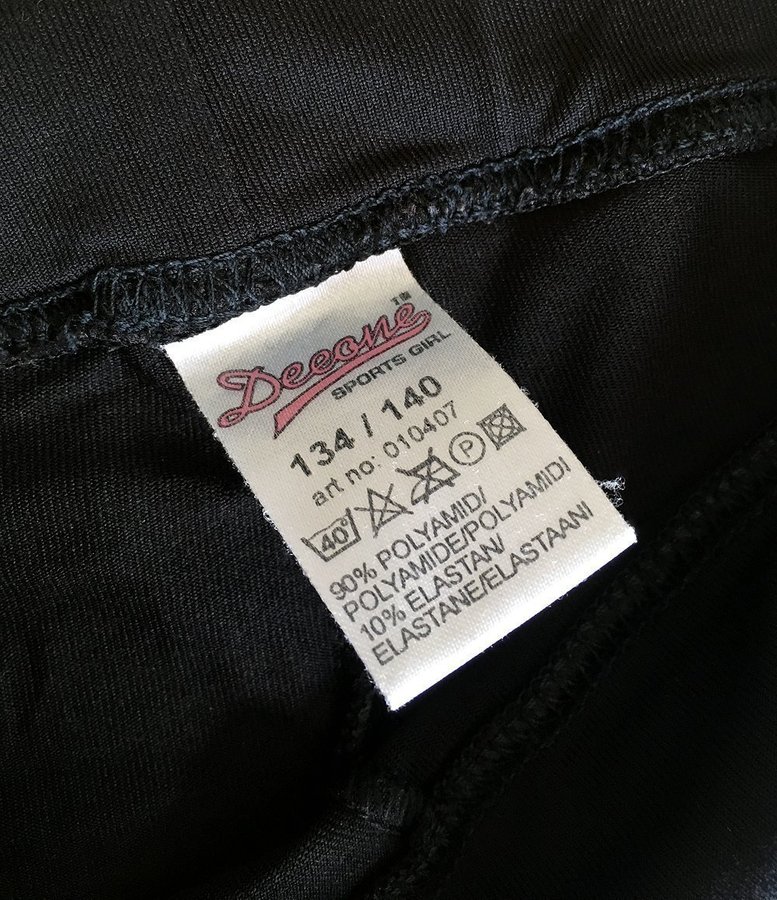 Deeone TM
SPORTS GIRL
134 / 140
art no: 010407
40° P
90% POLYAMID/
POLYAMIDE/POLYAMIDI
10% ELASTAN/
ELASTANE/ELASTAANI